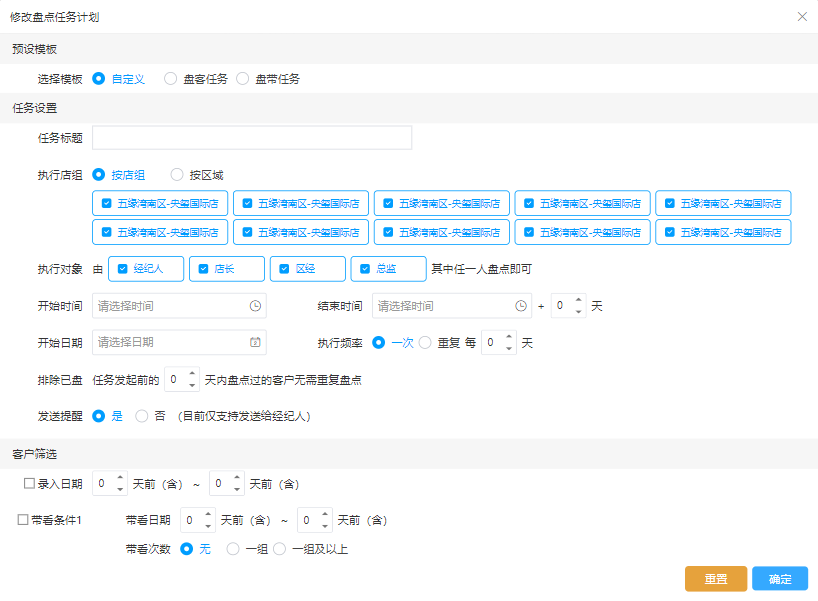 修改盘点任务计划
预设模板
选择模板 自定义 盘客任务 盘带任务
任务设置
任务标题
执行店组 按店组 按区域
五缘湾南区-央玺国际店 五缘湾南区-央玺国际店 五缘湾南区-央玺国际店 五缘湾南区-央玺国际店 五缘湾南区-央玺国际店
五缘湾南区-央玺国际店 五缘湾南区-央玺国际店 五缘湾南区-央玺国际店 五缘湾南区-央玺国际店 五缘湾南区-央玺国际店
执行对象 由 经纪人 店长 区经 总监 其中任一人盘点即可
开始时间 请选择时间 结束时间 请选择时间 + 0 天
开始日期 请选择日期 执行频率 一次 重复 每 0 天
排除已盘 任务发起前的 0 天内盘点过的客户无需重复盘点
发送提醒 是 否 (目前仅支持发送给经纪人)
客户筛选
录入日期 0 天前（含） ~ 0 天前（含）
带看条件1 带看日期 0 天前（含） ~ 0 天前（含）
带看次数 无 一组 一组及以上
重置 确定